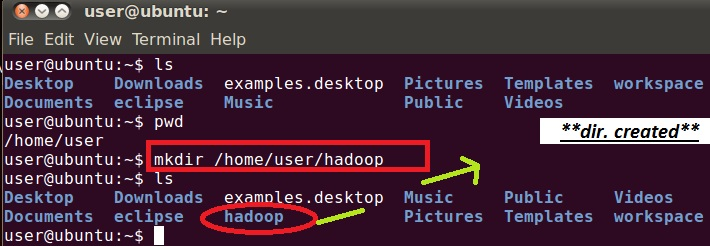 user@ubuntu: ~
File Edit View Terminal Help
user@ubuntu:~$ ls
Desktop Downloads examples.desktop Pictures Templates workspace
Documents eclipse Music Public Videos
user@ubuntu:~$ pwd
/home/user
**dir. created**
user@ubuntu:~$ mkdir /home/user/hadoop
user@ubuntu:~$ ls
Desktop Downloads examples.desktop Music Public Videos
Documents eclipse hadoop Pictures Templates workspace
user@ubuntu:~$